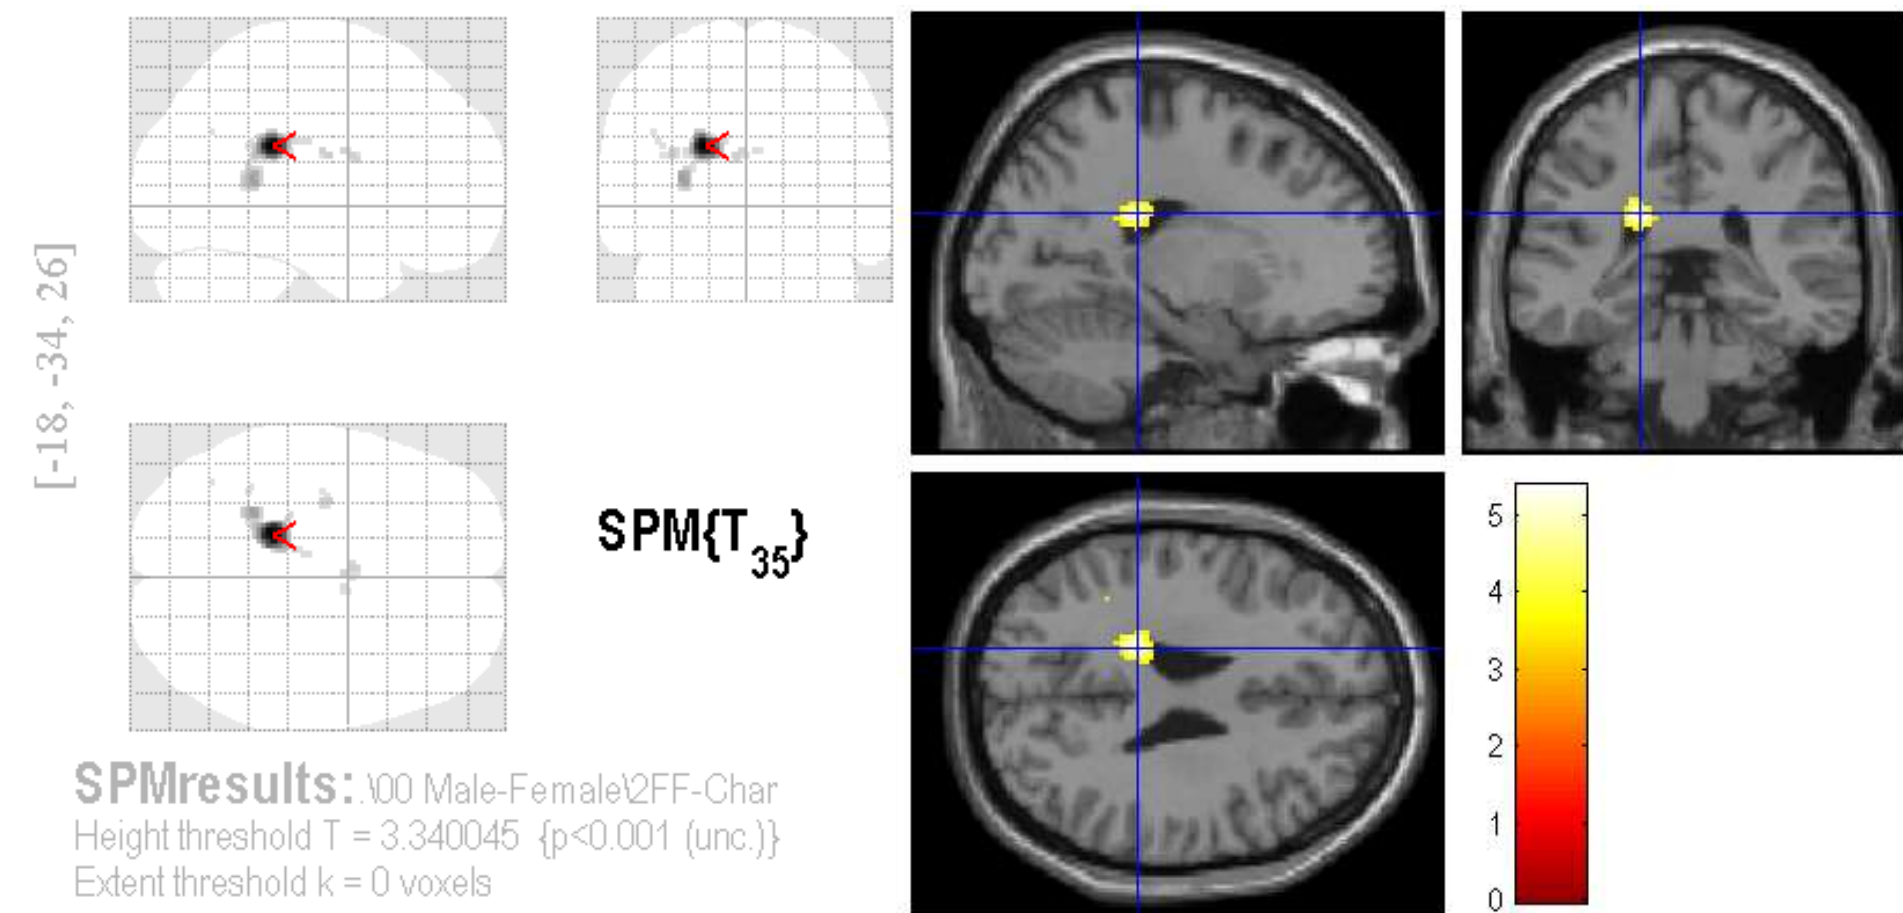 [-18, -34, 26]
SPM{T35}
SPMresults: .\00 Male-Female\2FF-Char
Height threshold T = 3.340045 {p<0.001 (unc.)}
Extent threshold k = 0 voxels
5
4
3
2
1
0